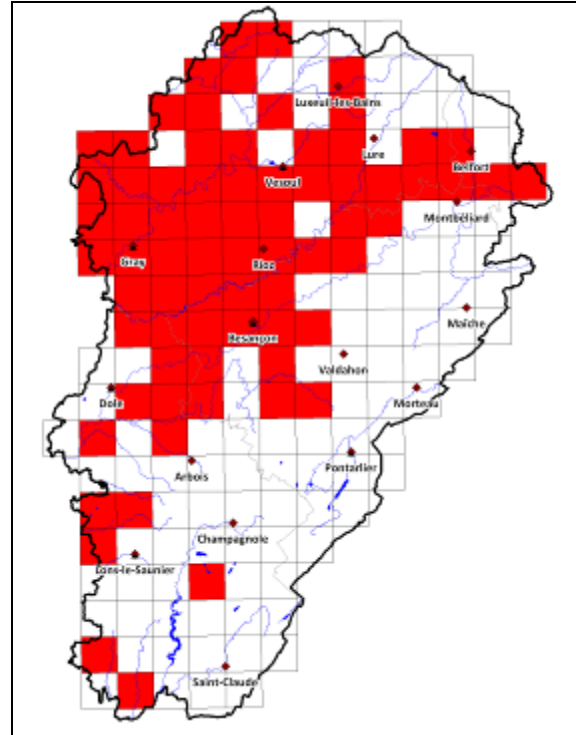 Luxeuil-les-Bains
Lure
Belfort
Vesoul
Montbéliard
Gray
Rioz
Maîche
Besançon
Valdahon
Dole
Morteau
Arbois
Pontarlier
Champagnole
Lons-le-Saunier
Saint-Claude